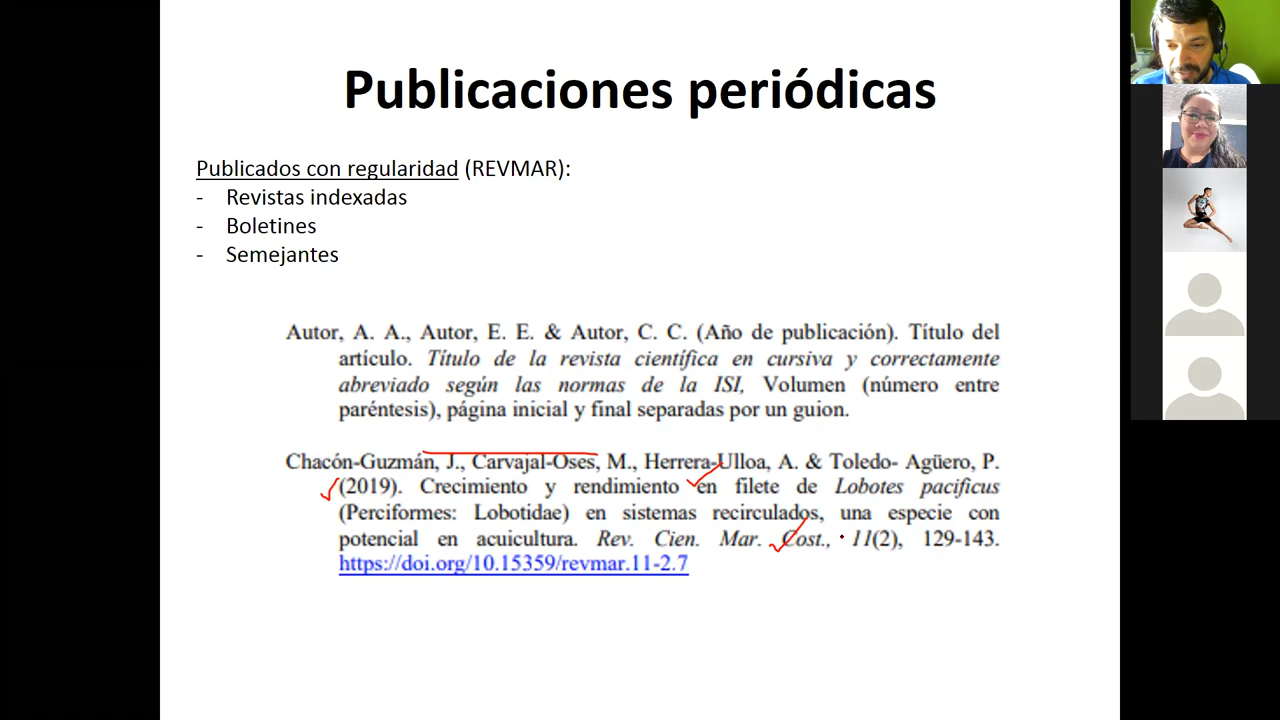 Publicaciones periódicas
Publicados con regularidad (REVMAR):
- Revistas indexadas
- Boletines
- Semejantes
Autor, A. A., Autor, E. E. & Autor, C. C. (Año de publicación). Título del
artículo. Título de la revista científica en cursiva y correctamente
abreviado según las normas de la ISI, Volumen (número entre
paréntesis), página inicial y final separadas por un guion.
Chacón-Guzmán, J., Carvajal-Oses, M., Herrera-Ulloa, A. & Toledo- Agüero, P.
(2019). Crecimiento y rendimiento en filete de Lobotes pacificus
(Perciformes: Lobotidae) en sistemas recirculados, una especie con
potencial en acuicultura. Rev. Cien. Mar. Cost., 11(2), 129-143.
https://doi.org/10.15359/revmar.11-2.7